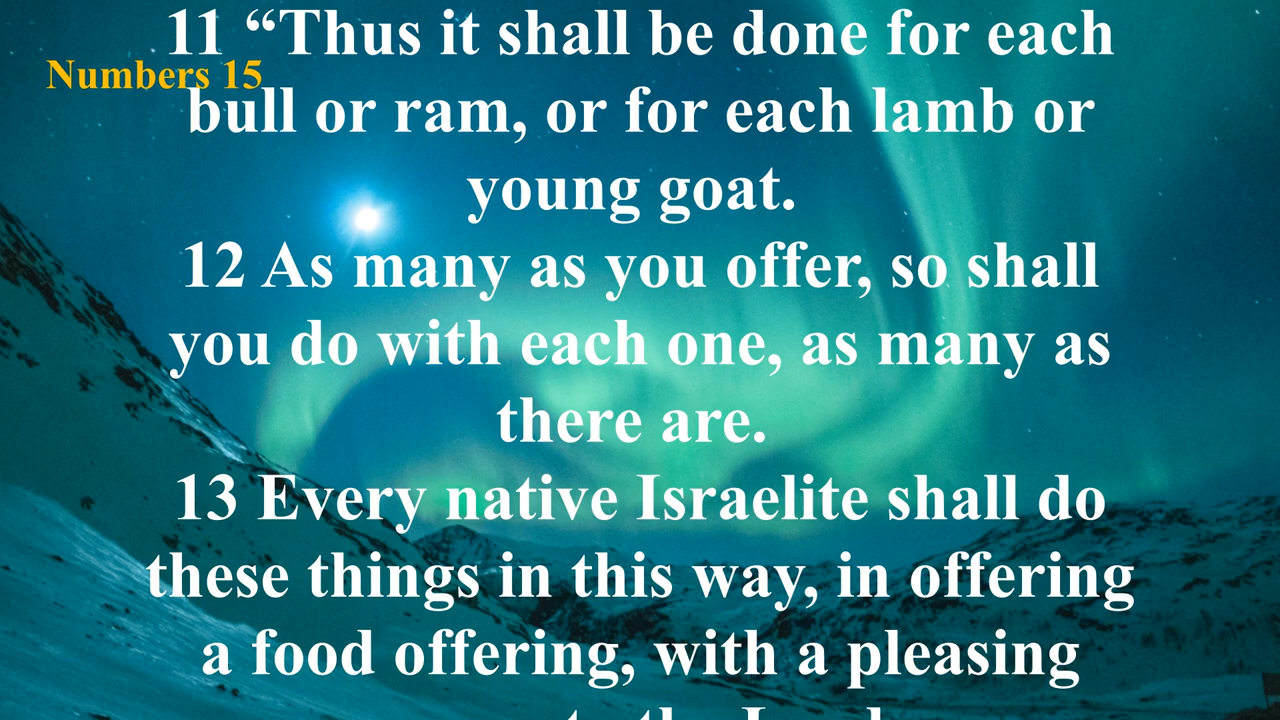 11 “Thus it shall be done for each
Numbers 15
bull or ram, or for each lamb or
young goat.
12 As many as you offer, so shall
you do with each one, as many as
there are.
13 Every native Israelite shall do
these things in this way, in offering
a food offering, with a pleasing